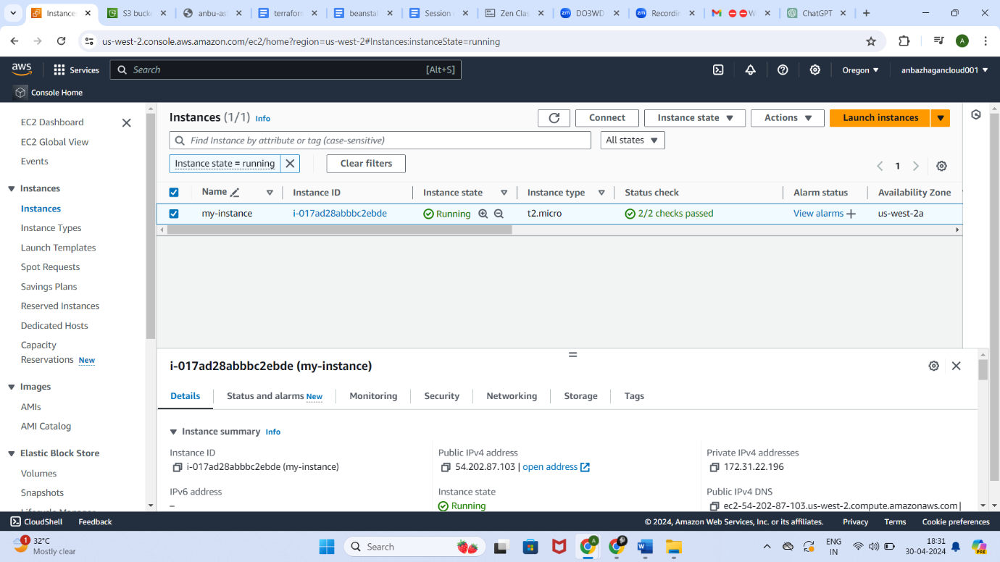 Instances
S3 bucke
anbu-as
terraform
beanstal
Session
Zen Clas
DO3WD
Recordin
W
ChatGPT
us-west-2.console.aws.amazon.com/ec2/home?region=us-west-2#Instances:instanceState=running
A
aws
Services
Search
[Alt+S]
Oregon
anbazhagancloud001
Console Home
EC2 Dashboard
EC2 Global View
Events
Instances
Instances
Instance Types
Launch Templates
Spot Requests
Savings Plans
Reserved Instances
Dedicated Hosts
Capacity
Reservations New
Images
AMIs
AMI Catalog
Elastic Block Store
Volumes
Snapshots
Lifecycle Manager
Instances (1/1) Info
Connect
Instance state
Actions
Launch instances
Find Instance by attribute or tag (case-sensitive)
All states
Instance state = running
Clear filters
1
Name
Instance ID
Instance state
Instance type
Status check
Alarm status
Availability Zone
my-instance
i-017ad28abbbc2ebde
Running
t2.micro
2/2 checks passed
View alarms
us-west-2a
i-017ad28abbbc2ebde (my-instance)
Details
Status and alarms New
Monitoring
Security
Networking
Storage
Tags
Instance summary Info
Instance ID
i-017ad28abbbc2ebde (my-instance)
Public IPv4 address
54.202.87.103 | open address
Private IPv4 addresses
172.31.22.196
IPv6 address
–
Instance state
Running
Public IPv4 DNS
ec2-54-202-87-103.us-west-2.compute.amazonaws.com |
CloudShell
Feedback
© 2024, Amazon Web Services, Inc. or its affiliates.
Privacy
Terms
Cookie preferences
1
32°C
Mostly clear
Search
A
ENG
IN
18:31
30-04-2024
PRE